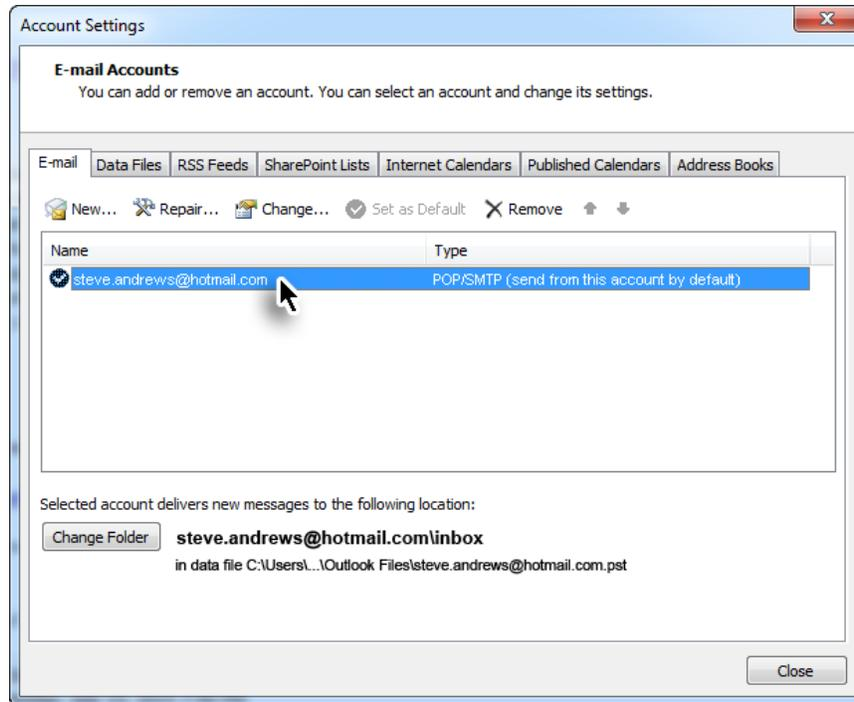 Account Settings
E-mail Accounts
You can add or remove an account. You can select an account and change its settings.
E-mail Data Files RSS Feeds SharePoint Lists Internet Calendars Published Calendars Address Books
New... Repair... Change... Set as Default Remove
Name Type
steve.andrews@hotmail.com POP/SMTP (send from this account by default)
Selected account delivers new messages to the following location:
Change Folder steve.andrews@hotmail.com\inbox
in data file C:\Users\...\Outlook Files\steve.andrews@hotmail.com.pst
Close